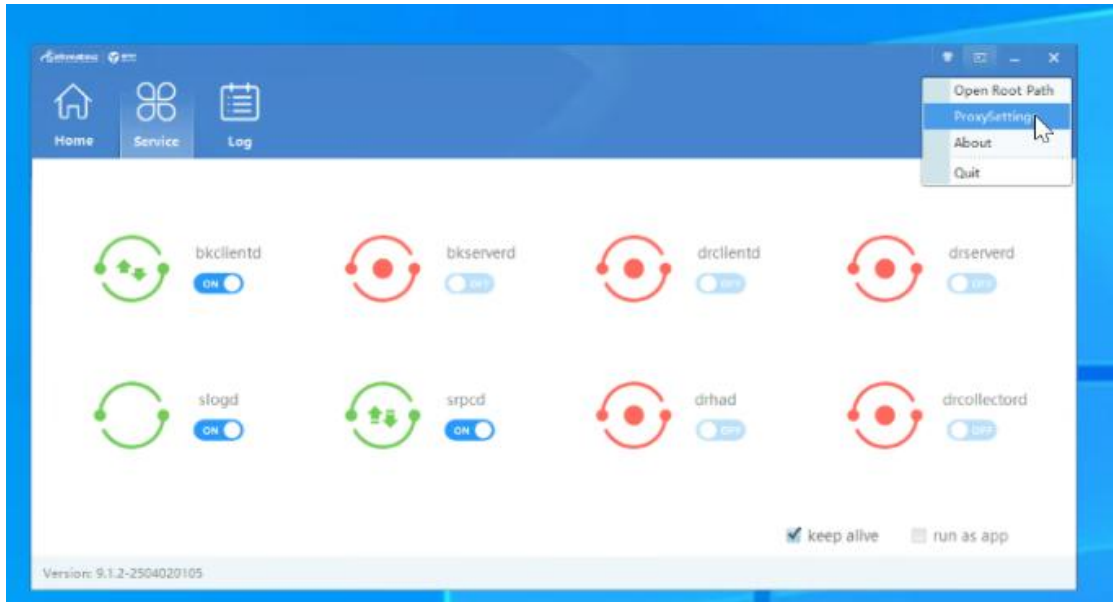 Open Root Path
ProxySettings
About
Quit
Home
Service
Log
bkclientd
ON
bkserverd
OFF
drclientd
OFF
drserverd
OFF
slogd
ON
srpcd
ON
drhad
OFF
drcollectord
OFF
keep alive
run as app
Version: 9.1.2-2504020105